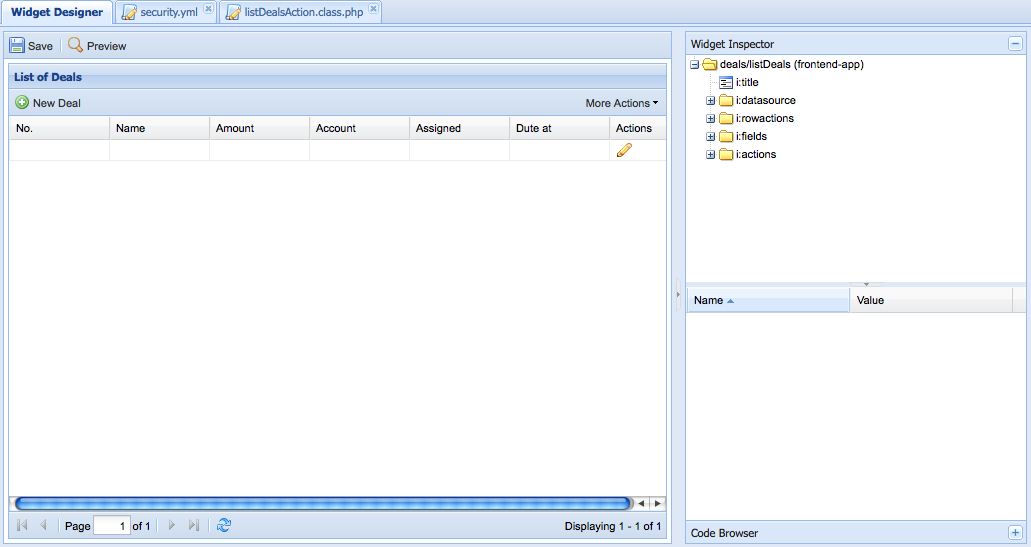 Widget Designer security.yml listDealsAction.class.php
Save Preview
List of Deals
New Deal More Actions
No. Name Amount Account Assigned Dute at Actions
Page 1 of 1 Displaying 1 - 1 of 1
Widget Inspector
deals/listDeals (frontend-app)
i:title
i:datasource
i:rowactions
i:fields
i:actions
Name Value
Code Browser